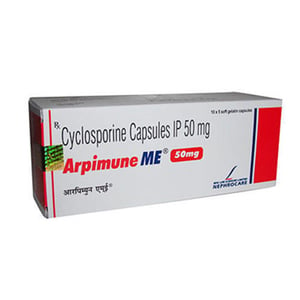 10 x 5 soft gelatin capsules
Rx
Cyclosporine Capsules IP 50 mg
Arpimune ME® 50mg
आरपिम्यून एमई®
NEPHROCARE